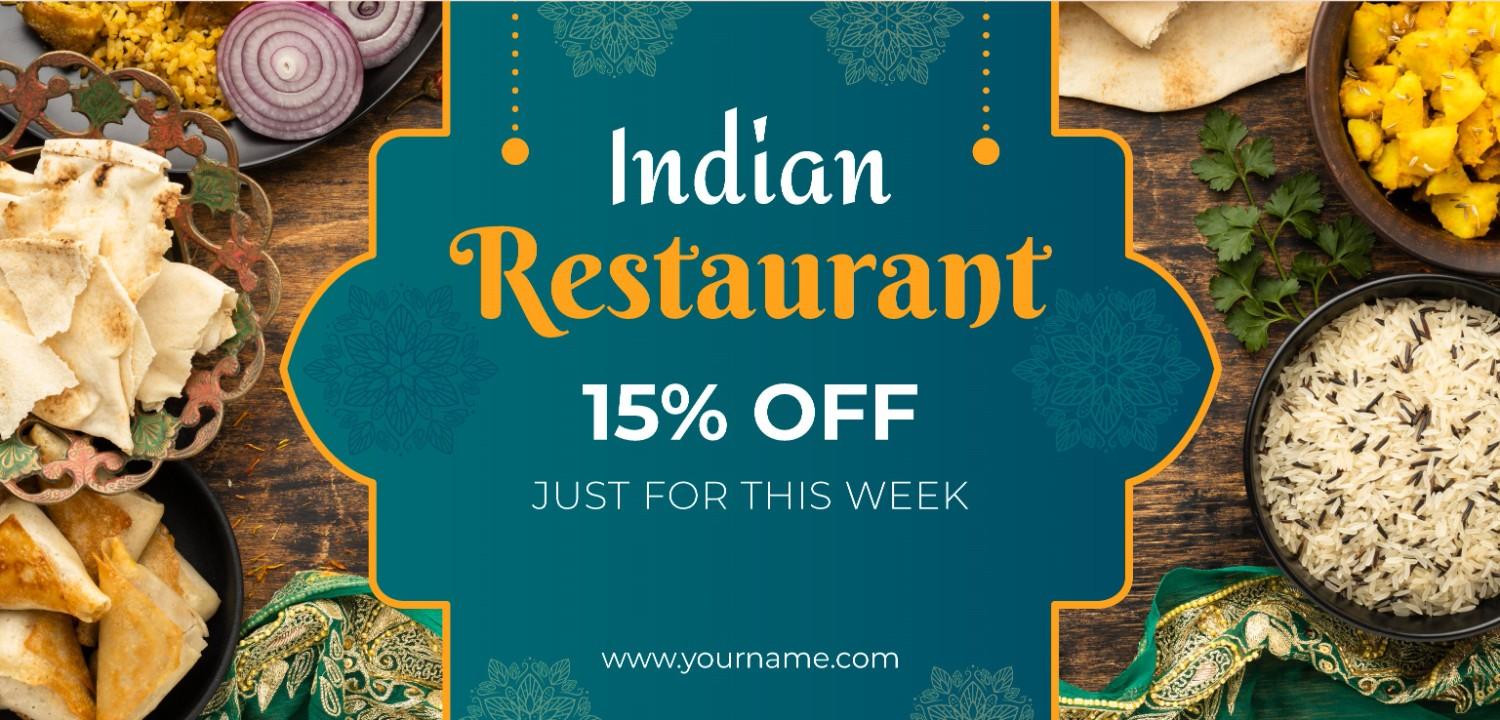 Indian
Restaurant
15% OFF
JUST FOR THIS WEEK
www.yourname.com